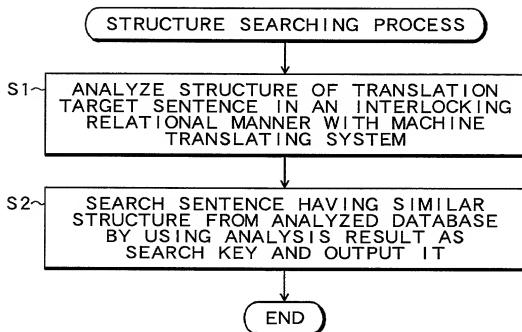 STRUCTURE SEARCHING PROCESS
S1
ANALYZE STRUCTURE OF TRANSLATION
TARGET SENTENCE IN AN INTERLOCKING
RELATIONAL MANNER WITH MACHINE
TRANSLATING SYSTEM
S2
SEARCH SENTENCE HAVING SIMILAR
STRUCTURE FROM ANALYZED DATABASE
BY USING ANALYSIS RESULT AS
SEARCH KEY AND OUTPUT IT
END